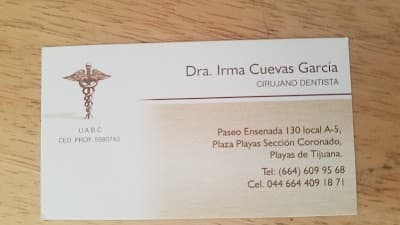 Dra. Irma Cuevas García
CIRUJANO DENTISTA
U.A.B.C
CED. PROF. 5580743
Paseo Ensenada 130 local A-5,
Plaza Playas Sección Coronado,
Playas de Tijuana.
Tel: (664) 609 95 68
Cel. 044 664 409 18 71